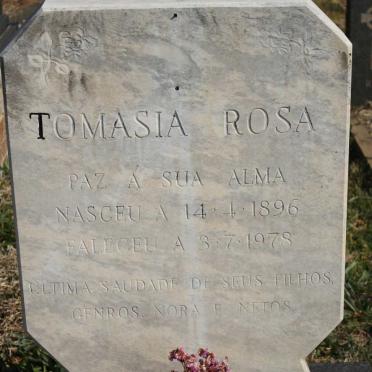 TOMASIA ROSA
PAZ Á SUA ALMA
NASCEU A 14-4-1896
FALECEU A 3-7-1978
ULTIMA SAUDADE DE SEUS FILHOS,
GENROS, NORA E NETOS